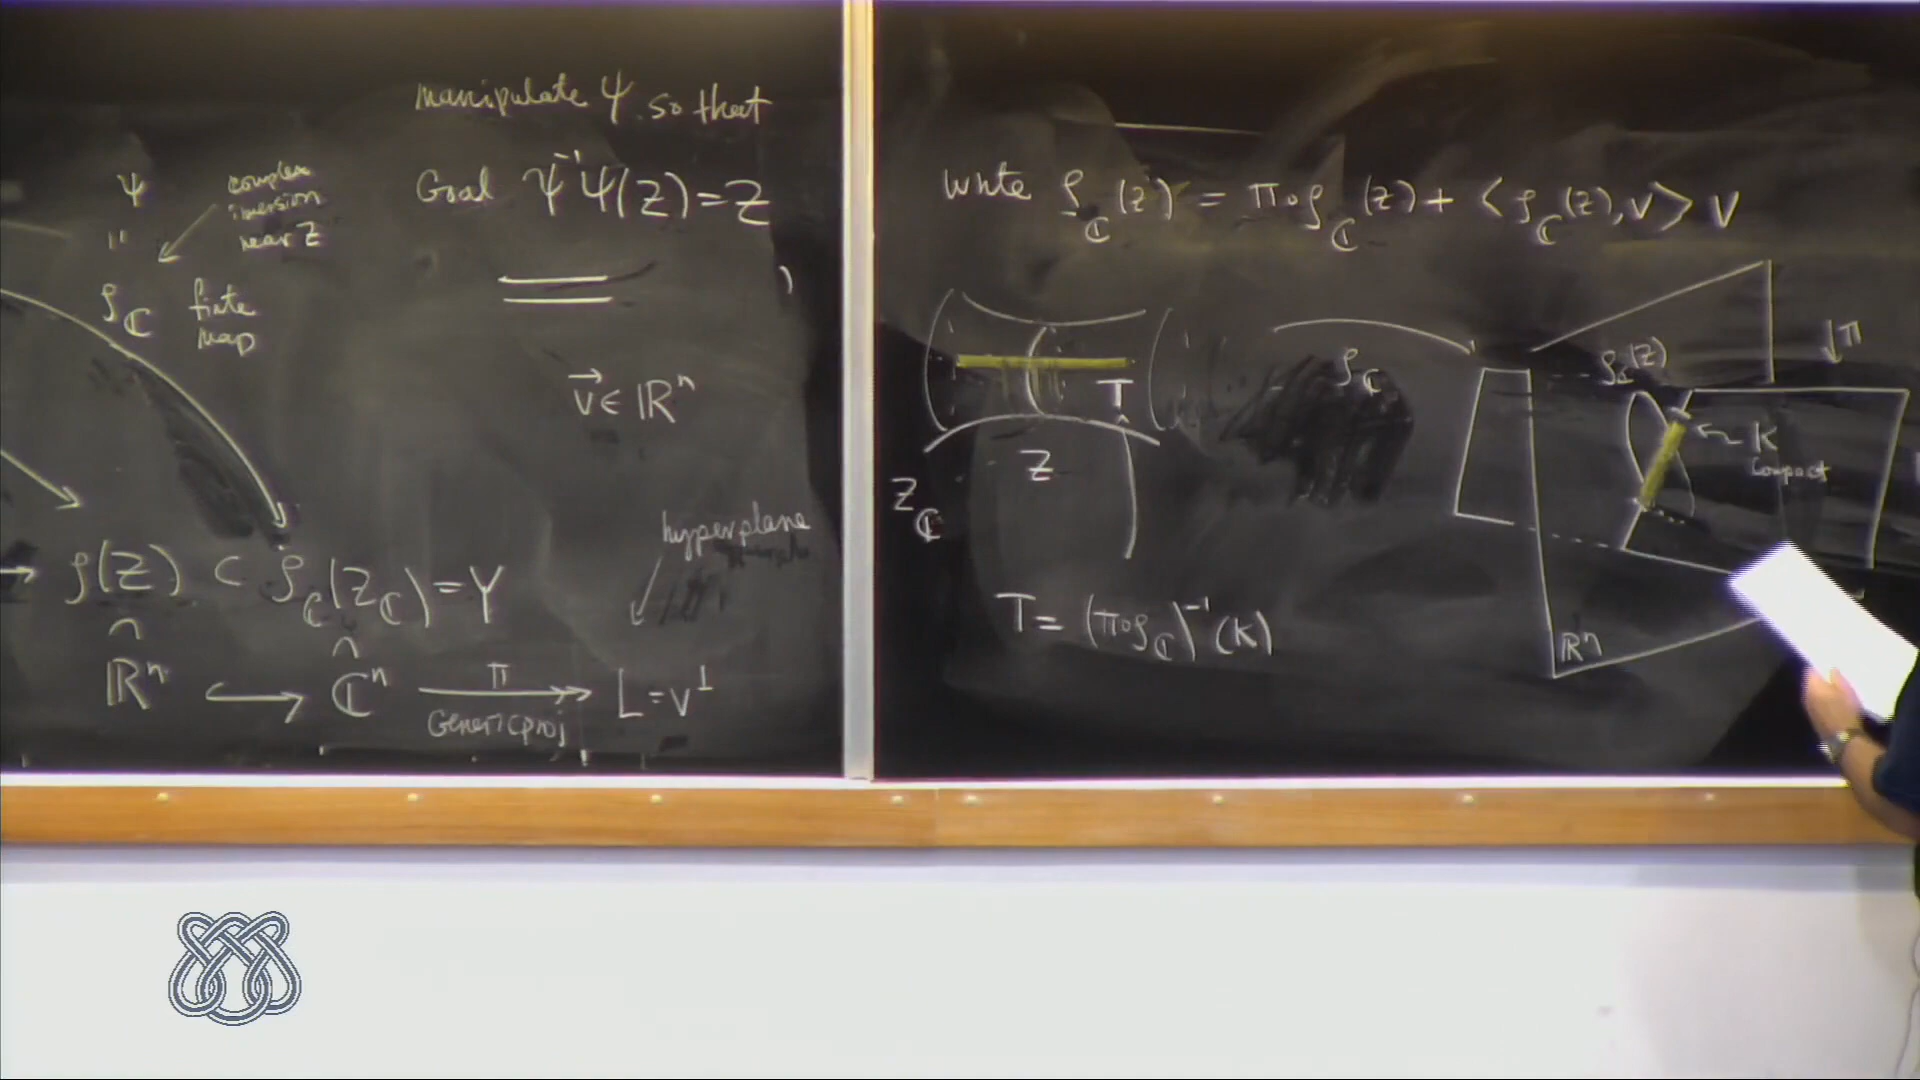 manipulate Ψ so that
Goal Ψ⁻¹Ψ(Z) = Z
Ψ
"
ρ_ℂ
complex
imersion
near Z
finite
map
v⃗ ∈ ℝⁿ
hyperplane
ρ(Z) ⊂ ρ_ℂ(Z_ℂ) = Y
∩ ∩
ℝⁿ ↪ ℂⁿ π ↠ L = v^⊥
Generic proj
Write ρ_ℂ(z) = π∘ρ_ℂ(z) + <ρ_ℂ(z), v> v
T
Z
Z_ℂ
ρ_ℂ
ρ_ℂ(Z)
↓π
K
Compact
T = (π∘ρ_ℂ)⁻¹(K)
ℝⁿ